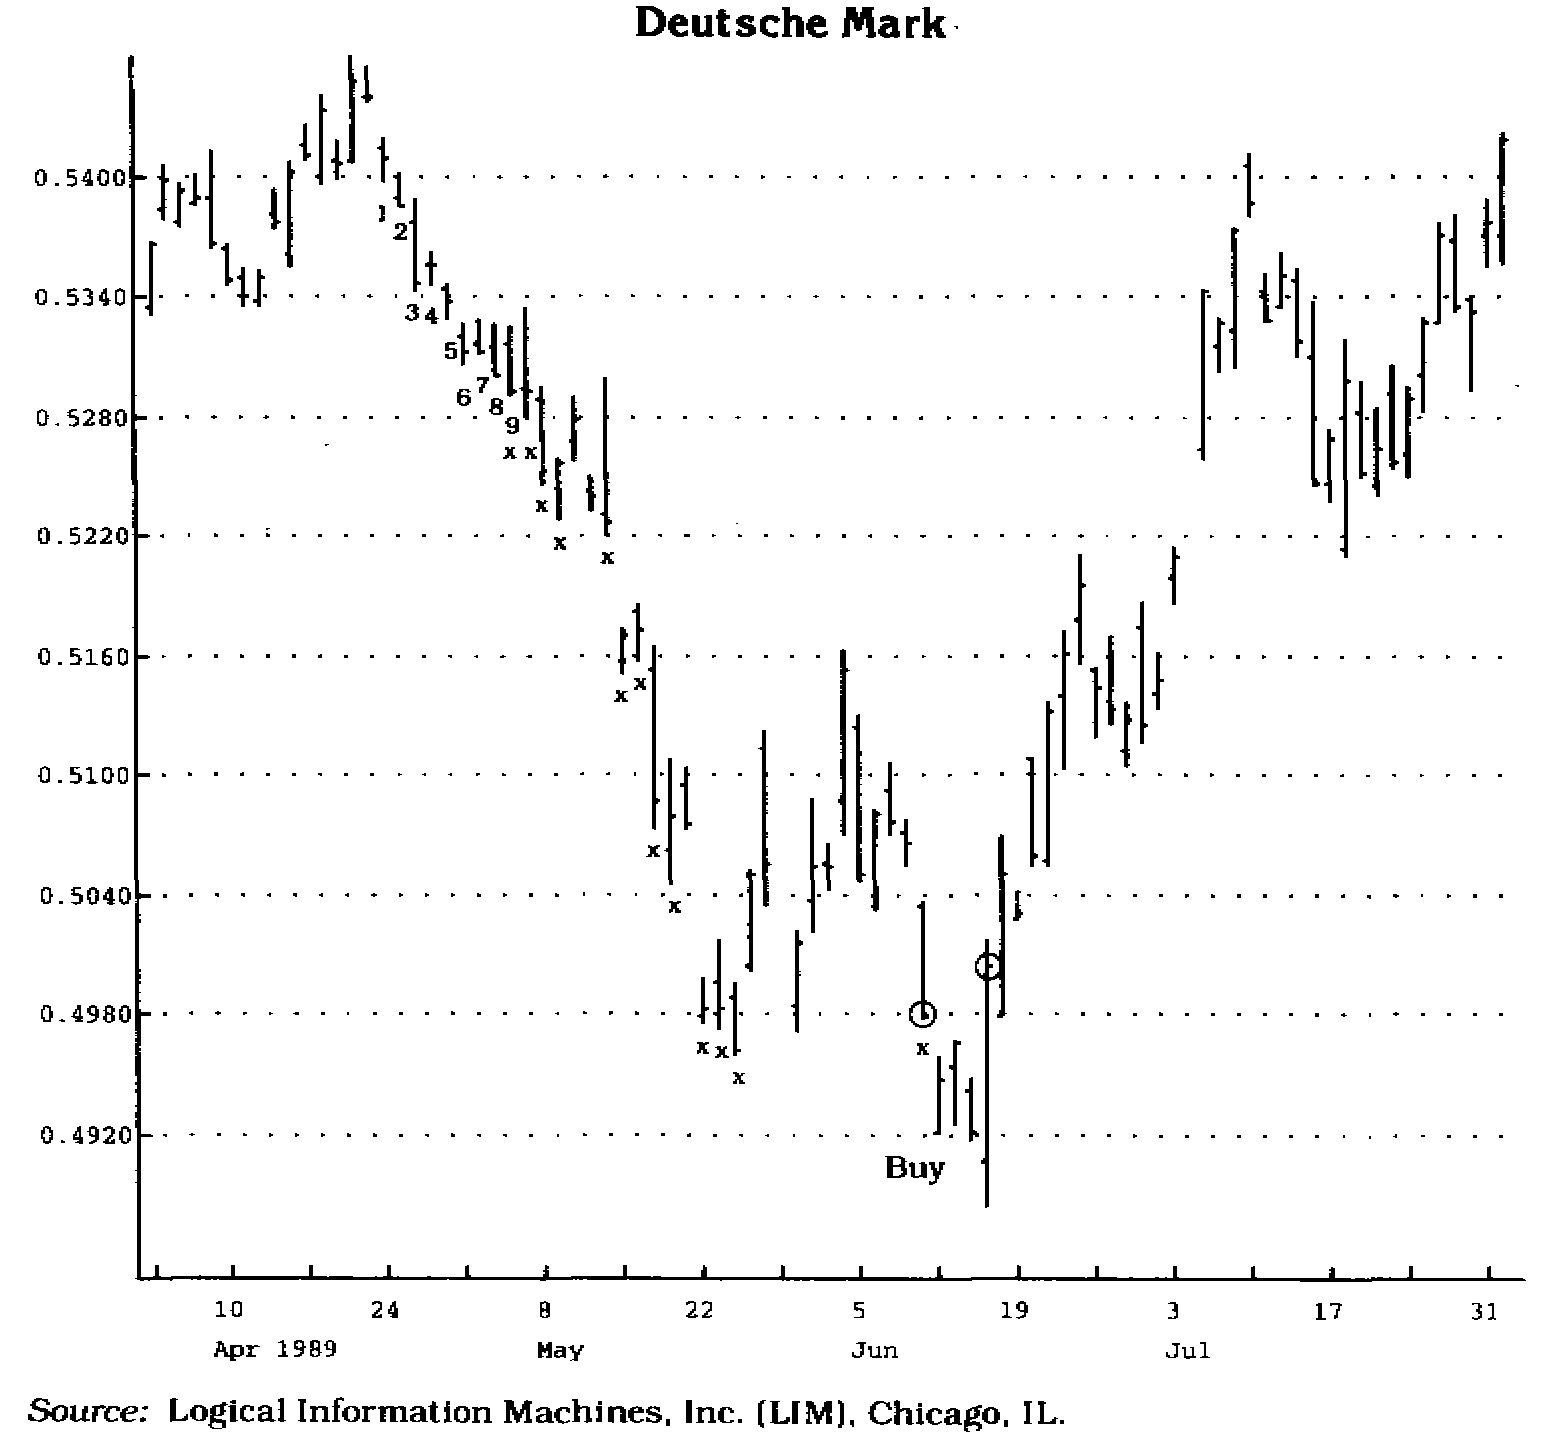 Deutsche Mark
0.5400
1
2
0.5340
3 4
5
6 7
8
0.5280
9
x x
x
0.5220
x
x
0.5160
x x
0.5100
x
0.5040
x
0.4980
x x x
x
0.4920
Buy
10 24 8 22 5 19 3 17 31
Apr 1989 May Jun Jul
Source: Logical Information Machines, Inc. (LIM), Chicago, IL.